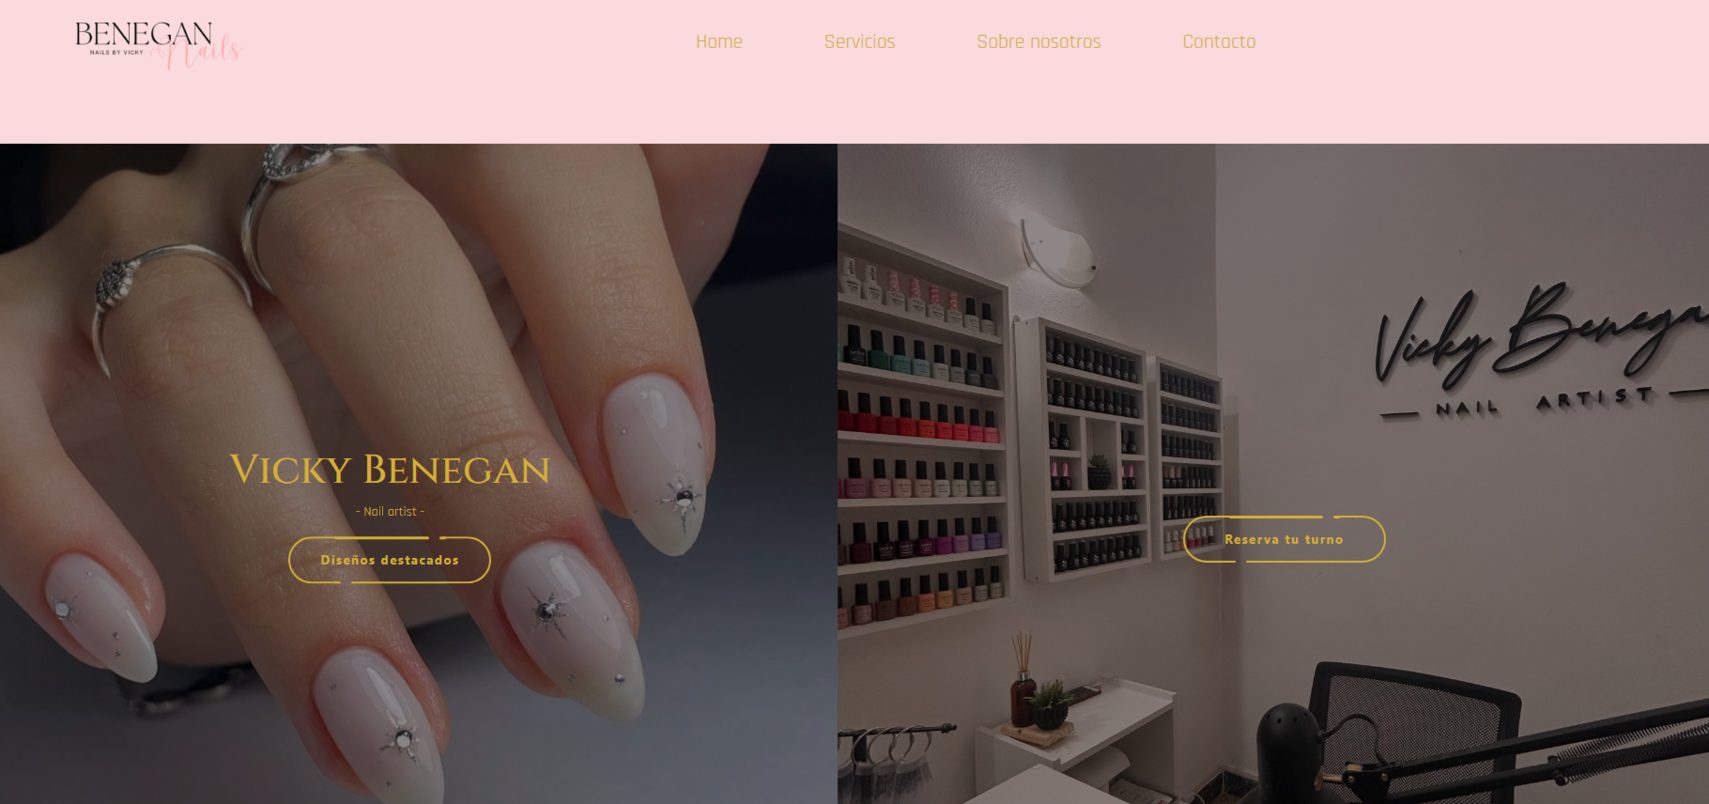 BENEGAN
NAILS BY VICKY
Nails
Home
Servicios
Sobre nosotros
Contacto
VICKY BENEGAN
- Nail artist -
Diseños destacados
Reserva tu turno
Vicky Benega
NAIL ARTIST